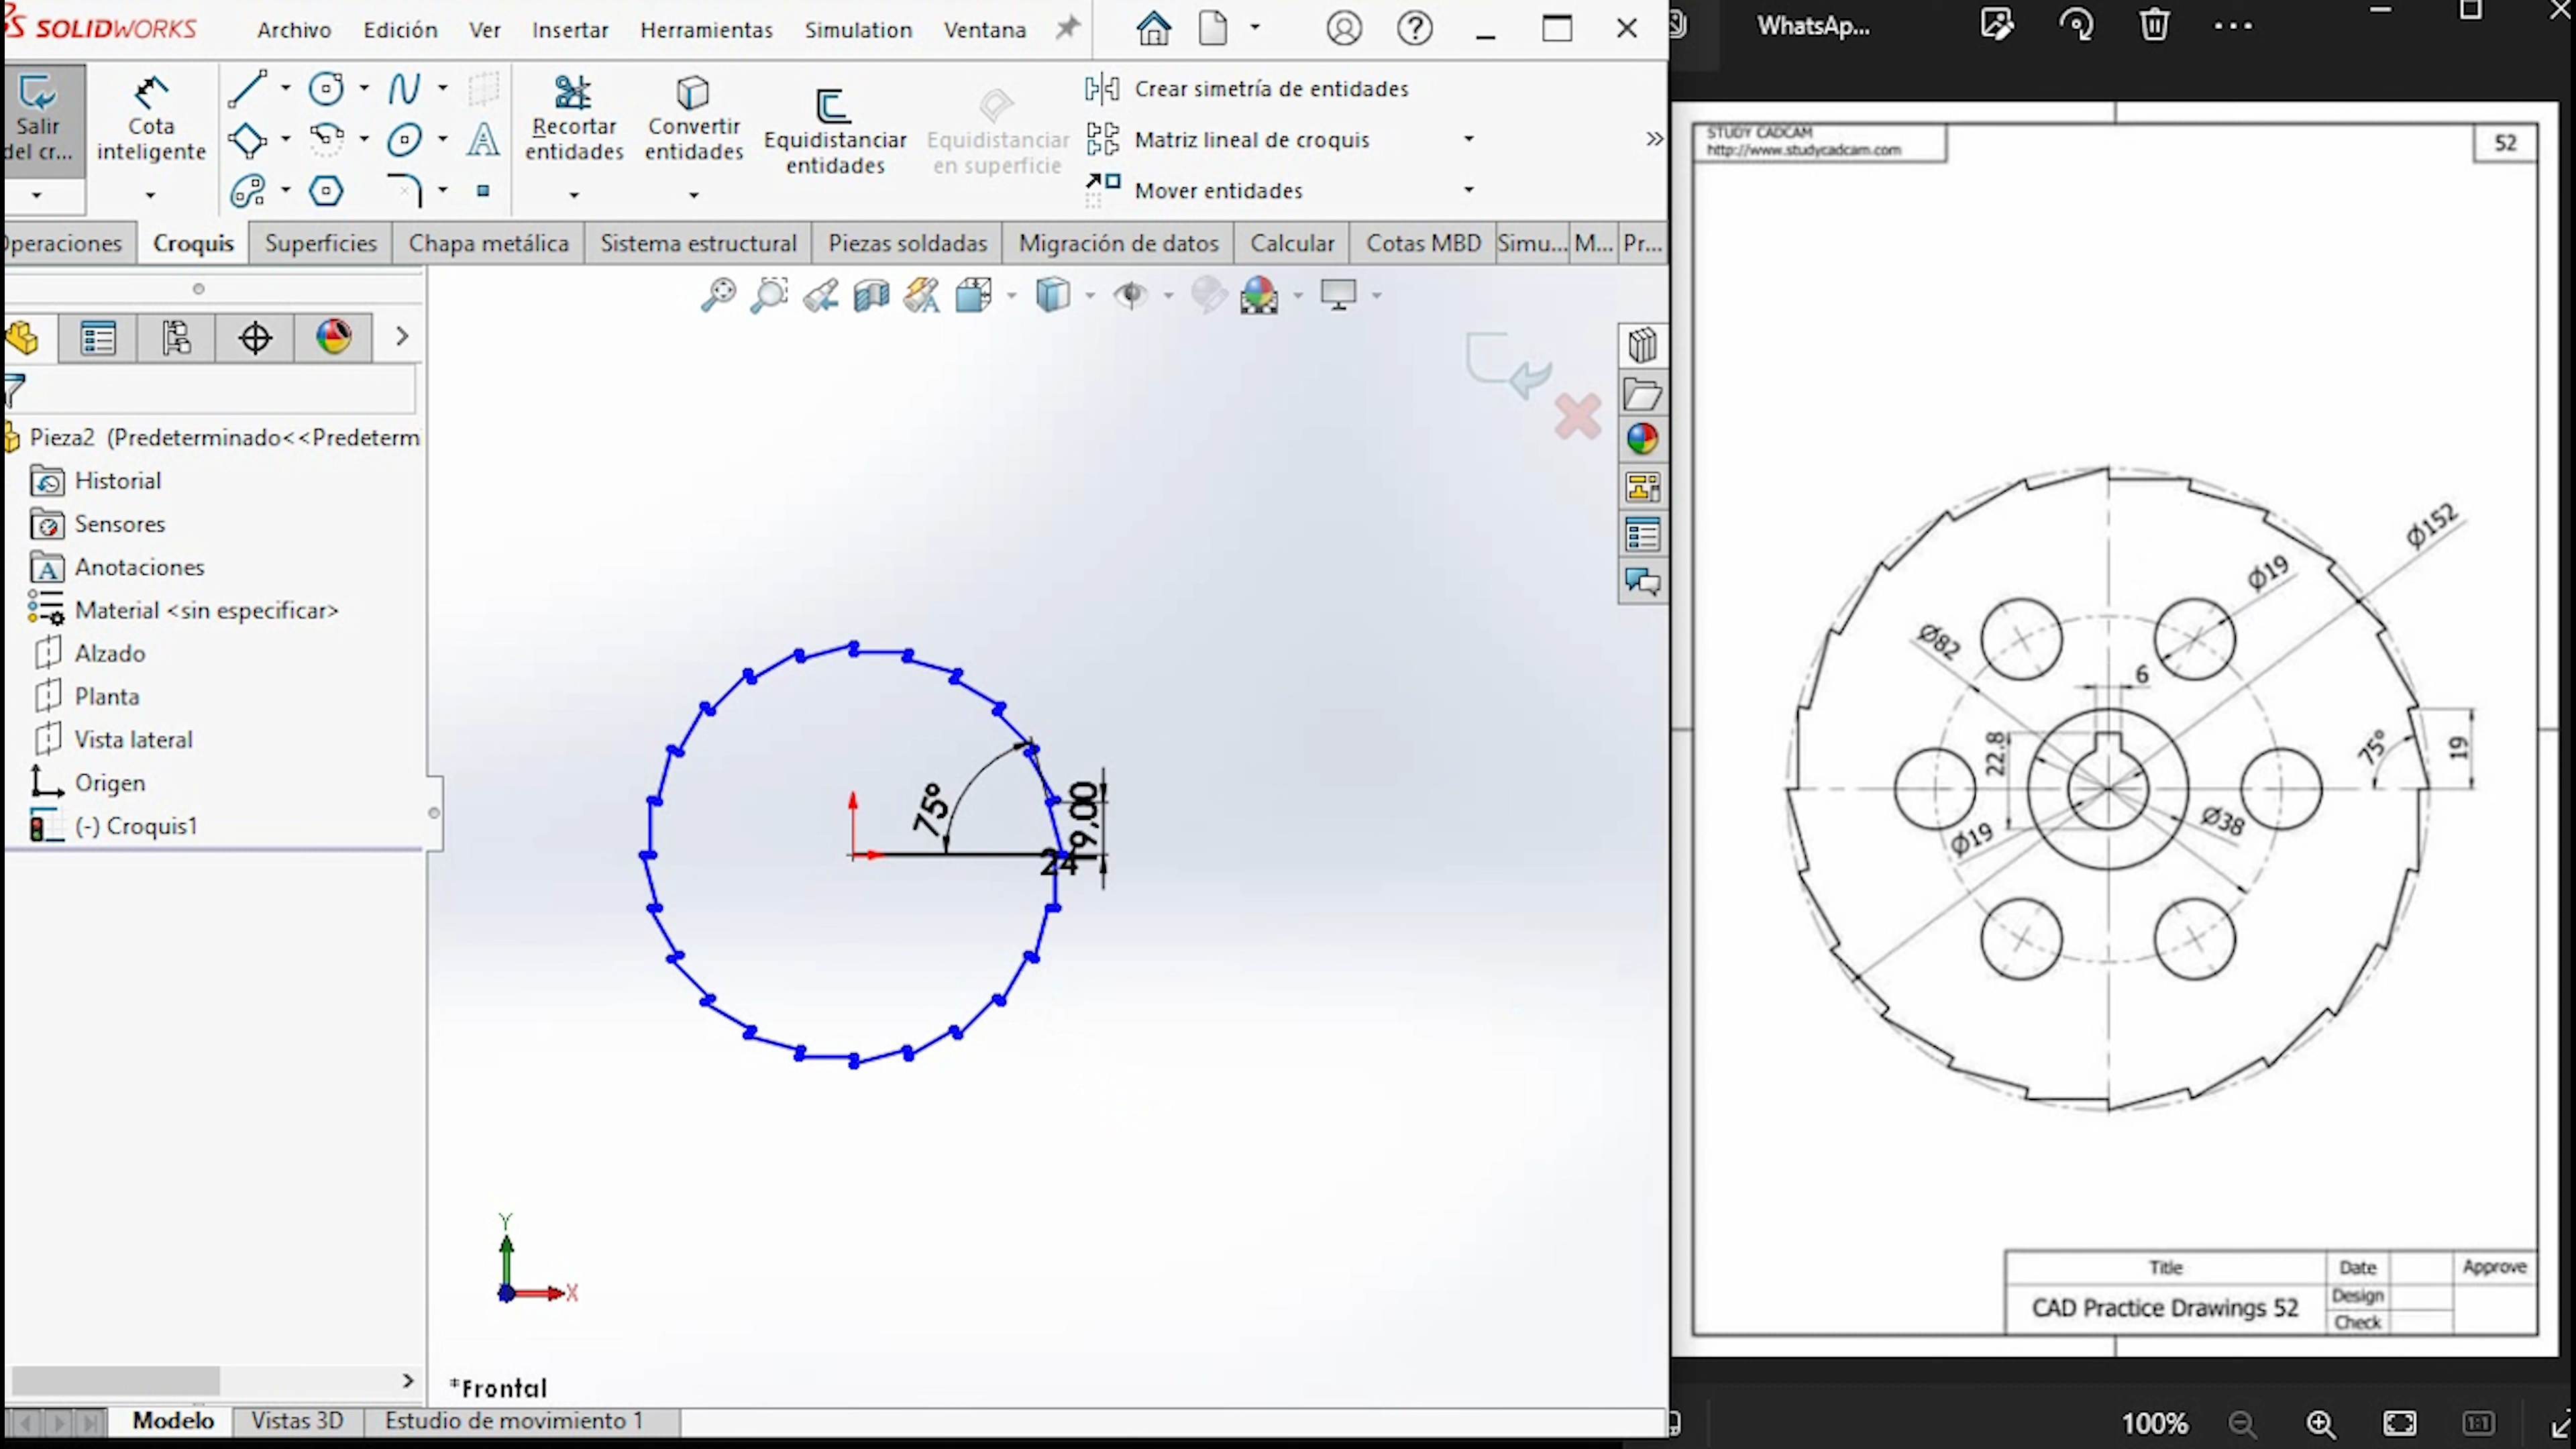 SOLIDWORKS
Archivo Edición Ver Insertar Herramientas Simulation Ventana
Salir del cr...
Cota inteligente
Recortar entidades
Convertir entidades
Equidistanciar entidades
Equidistanciar en superficie
Crear simetría de entidades
Matriz lineal de croquis
Mover entidades
Operaciones Croquis Superficies Chapa metálica Sistema estructural Piezas soldadas Migración de datos Calcular Cotas MBD Simu... M... Pr...
Pieza2 (Predeterminado<<Predeterm
Historial
Sensores
Anotaciones
Material <sin especificar>
Alzado
Planta
Vista lateral
Origen
(-) Croquis1
75°
19,00
24
Y
X
*Frontal
Modelo Vistas 3D Estudio de movimiento 1
WhatsAp...
STUDY CADCAM
http://www.studycadcam.com
52
Ø152
Ø19
Ø82
6
22.8
75°
19
Ø38
Ø19
Title Date Approve
CAD Practice Drawings 52
Design
Check
100%
1:1